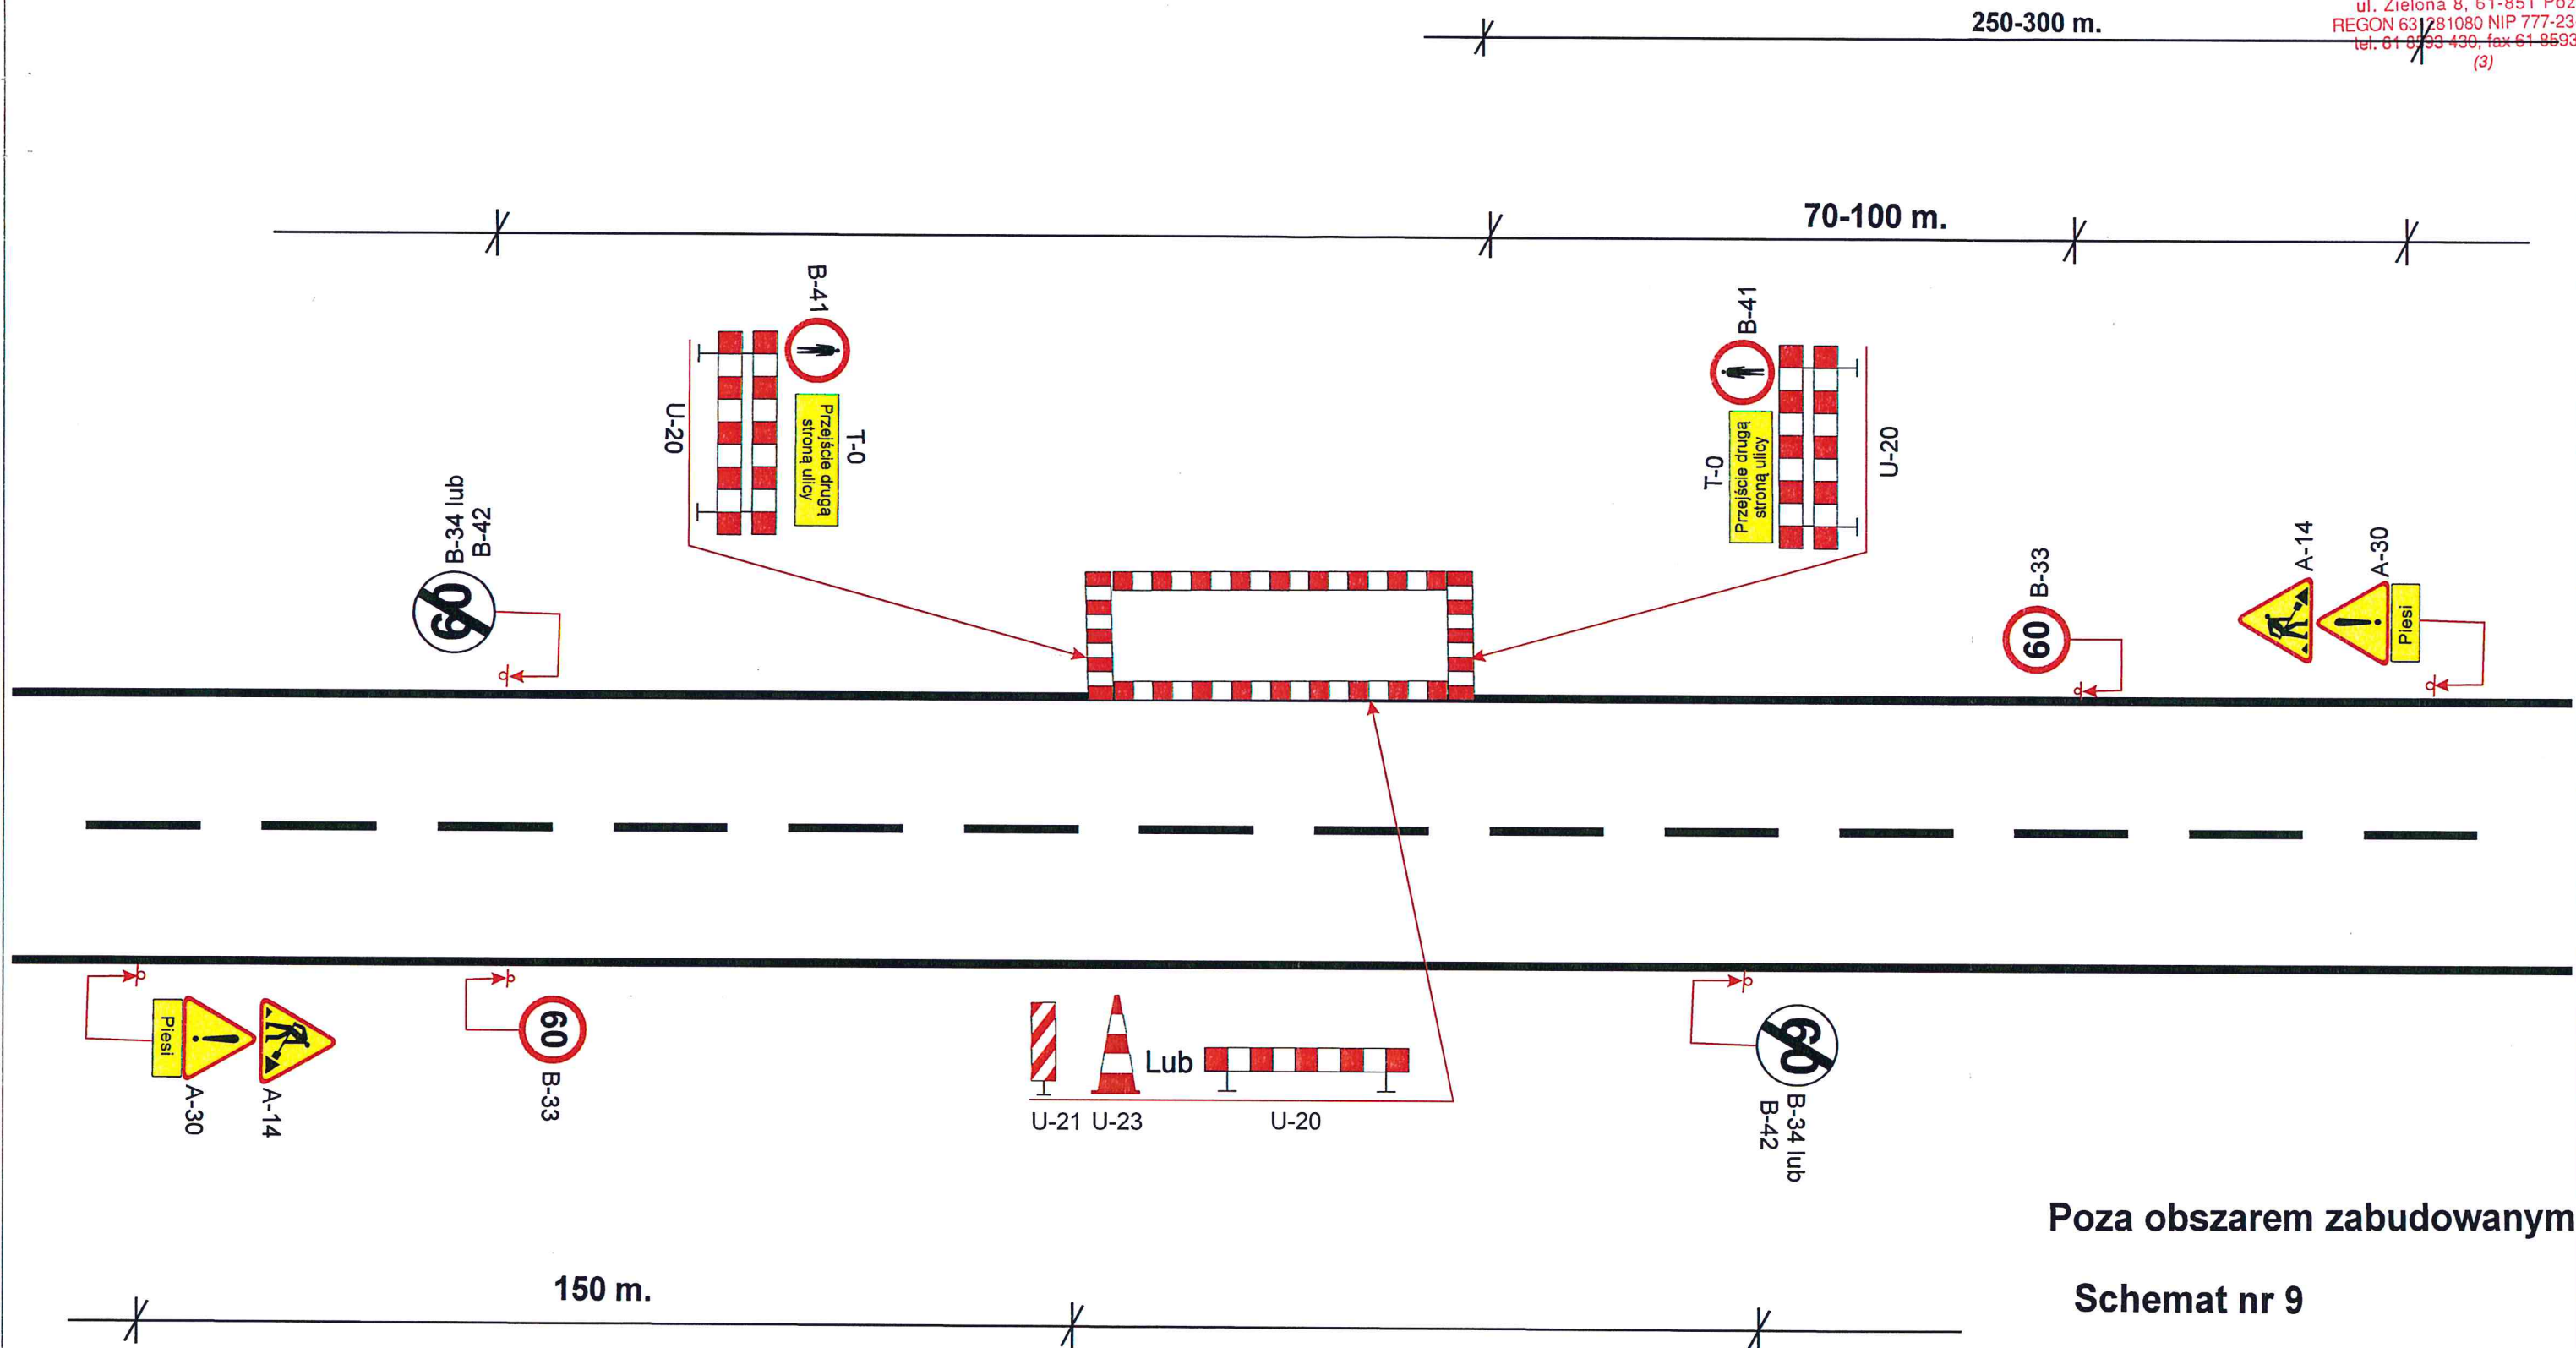 250-300 m.
ul. Zielona 8, 61-851
REGON 63 281080 NIP 777-23
tel. 61 8593 430, fax 61 8593
(3)
70-100 m.
B-41
Przejście drugą
stroną ulicy
T-0
U-20
B-41
Przejście drugą
stroną ulicy
T-0
U-20
B-34 lub
B-42
60
B-33
60
A-14
A-30
Piesi
Piesi
A-30
A-14
60
B-33
Lub
U-21 U-23 U-20
60
B-34 lub
B-42
Poza obszarem zabudowanym
150 m.
Schemat nr 9